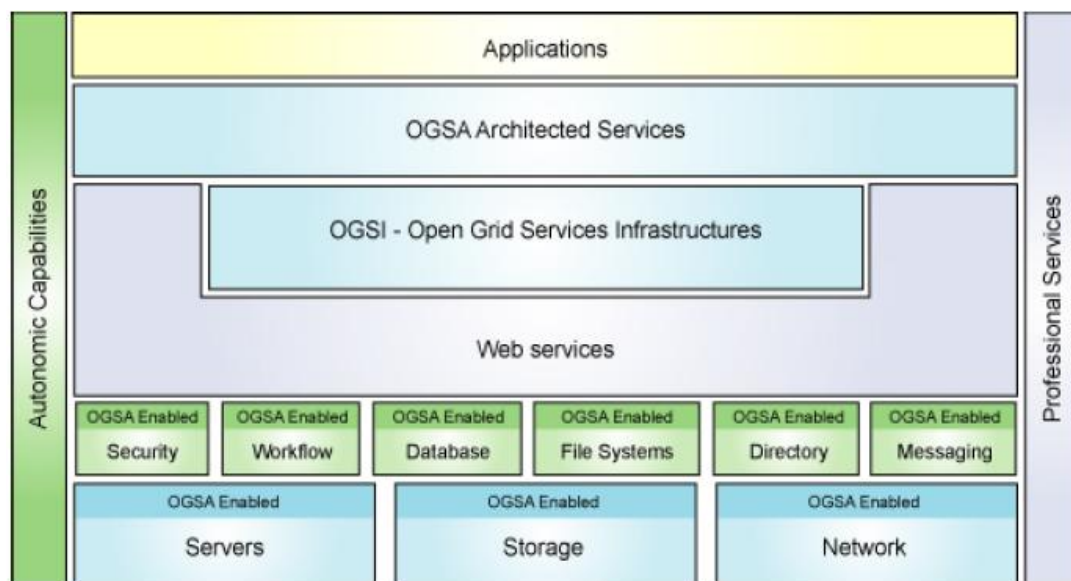 Autonomic Capabilities
Applications
OGSA Architected Services
OGSI - Open Grid Services Infrastructures
Web services
OGSA Enabled
Security
OGSA Enabled
Workflow
OGSA Enabled
Database
OGSA Enabled
File Systems
OGSA Enabled
Directory
OGSA Enabled
Messaging
OGSA Enabled
Servers
OGSA Enabled
Storage
OGSA Enabled
Network
Professional Services